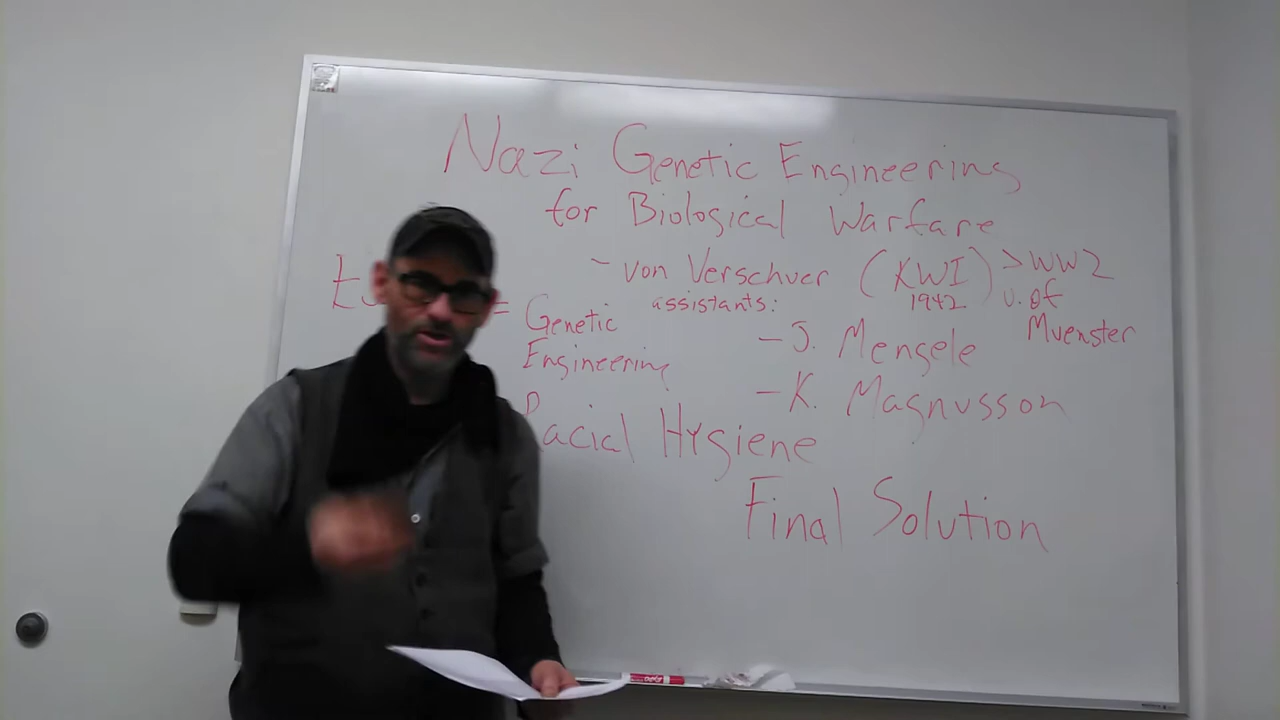 Nazi Genetic Engineering
for Biological Warfare
- von Verschuer (KWI) > WW2
assistants: 1942 U. of
Muenster
= Genetic
Engineering
- J. Mengele
- K. Magnusson
Racial Hygiene
Final Solution